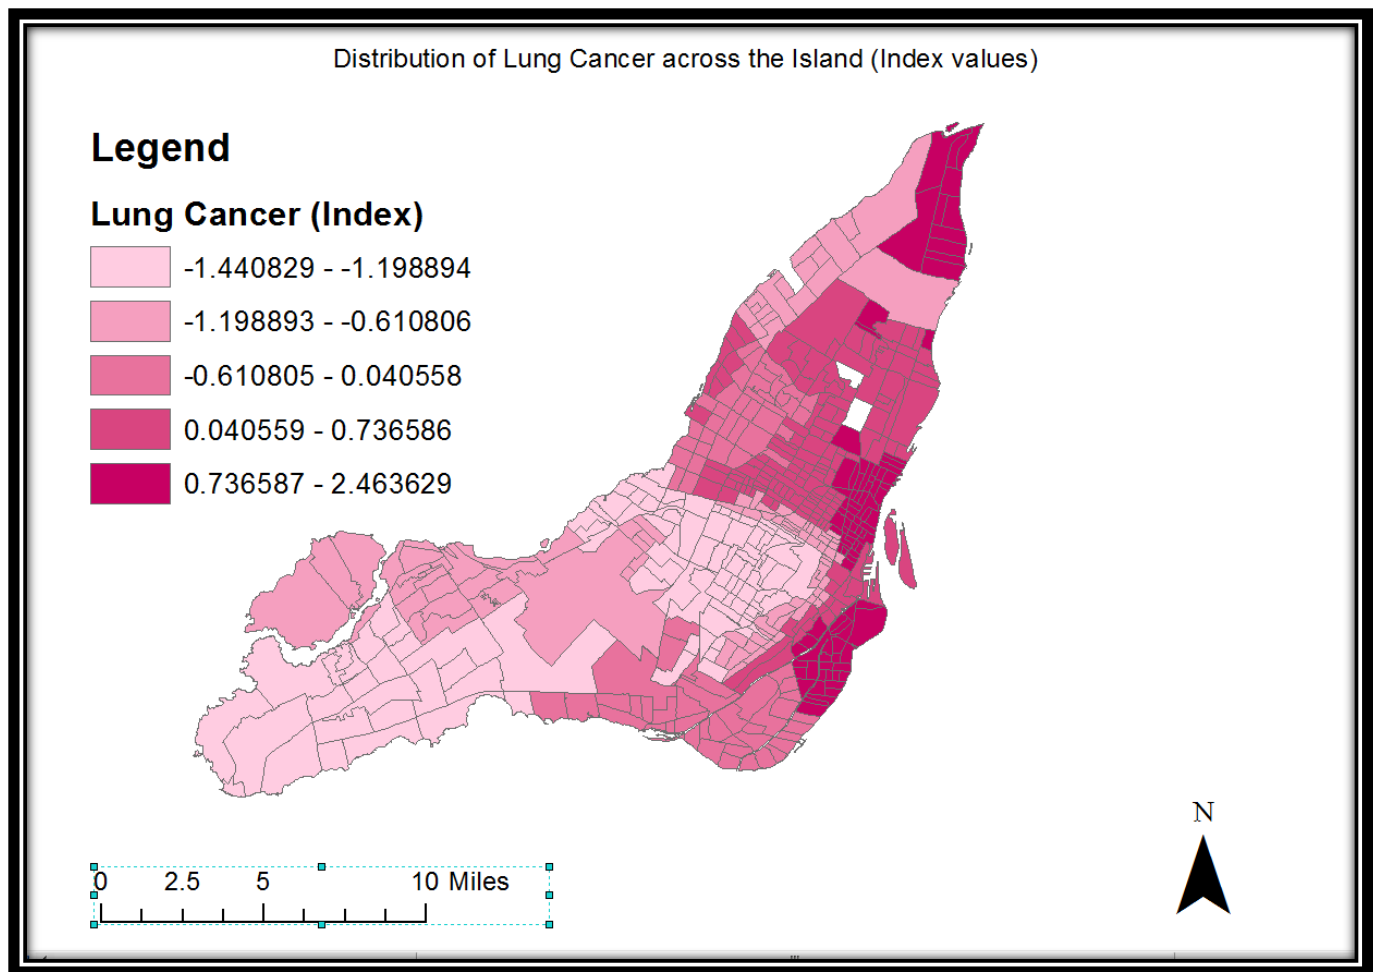 Distribution of Lung Cancer across the Island (Index values)
Legend
Lung Cancer (Index)
-1.440829 - -1.198894
-1.198893 - -0.610806
-0.610805 - 0.040558
0.040559 - 0.736586
0.736587 - 2.463629
N
0 2.5 5 10 Miles